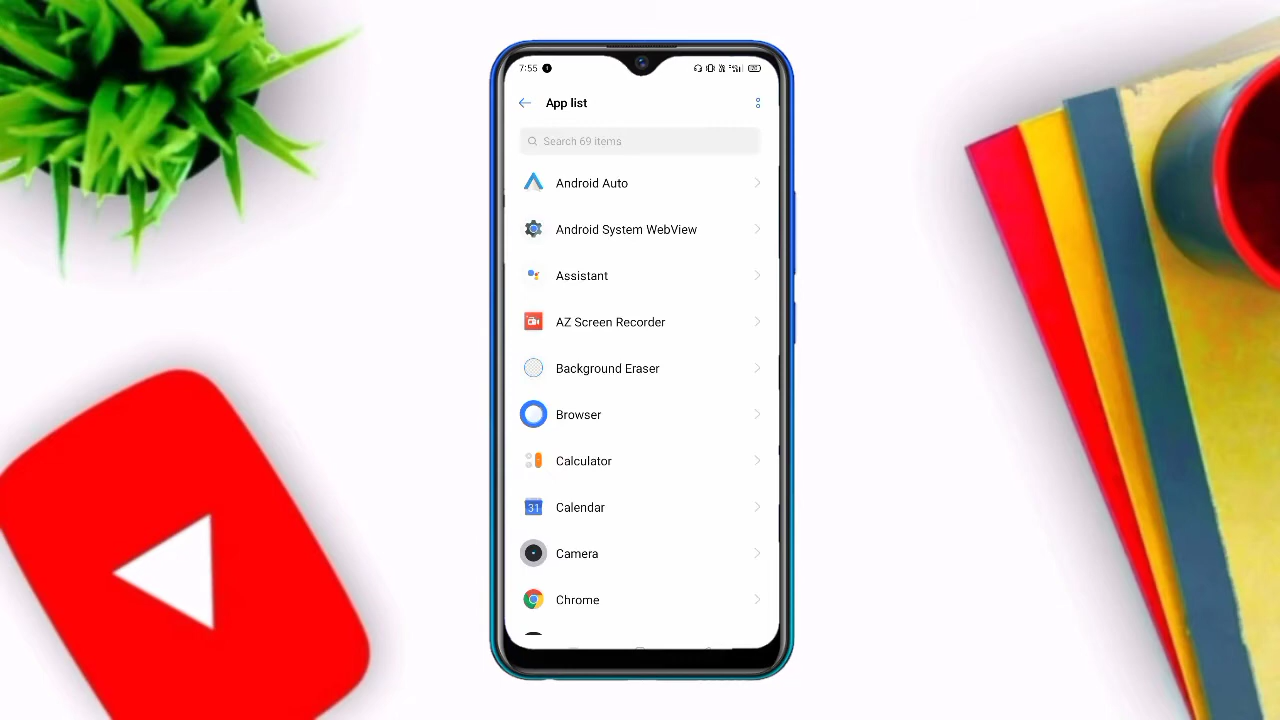 7:55
App list
Search 69 items
Android Auto
Android System WebView
Assistant
AZ Screen Recorder
Background Eraser
Browser
Calculator
31
Calendar
Camera
Chrome